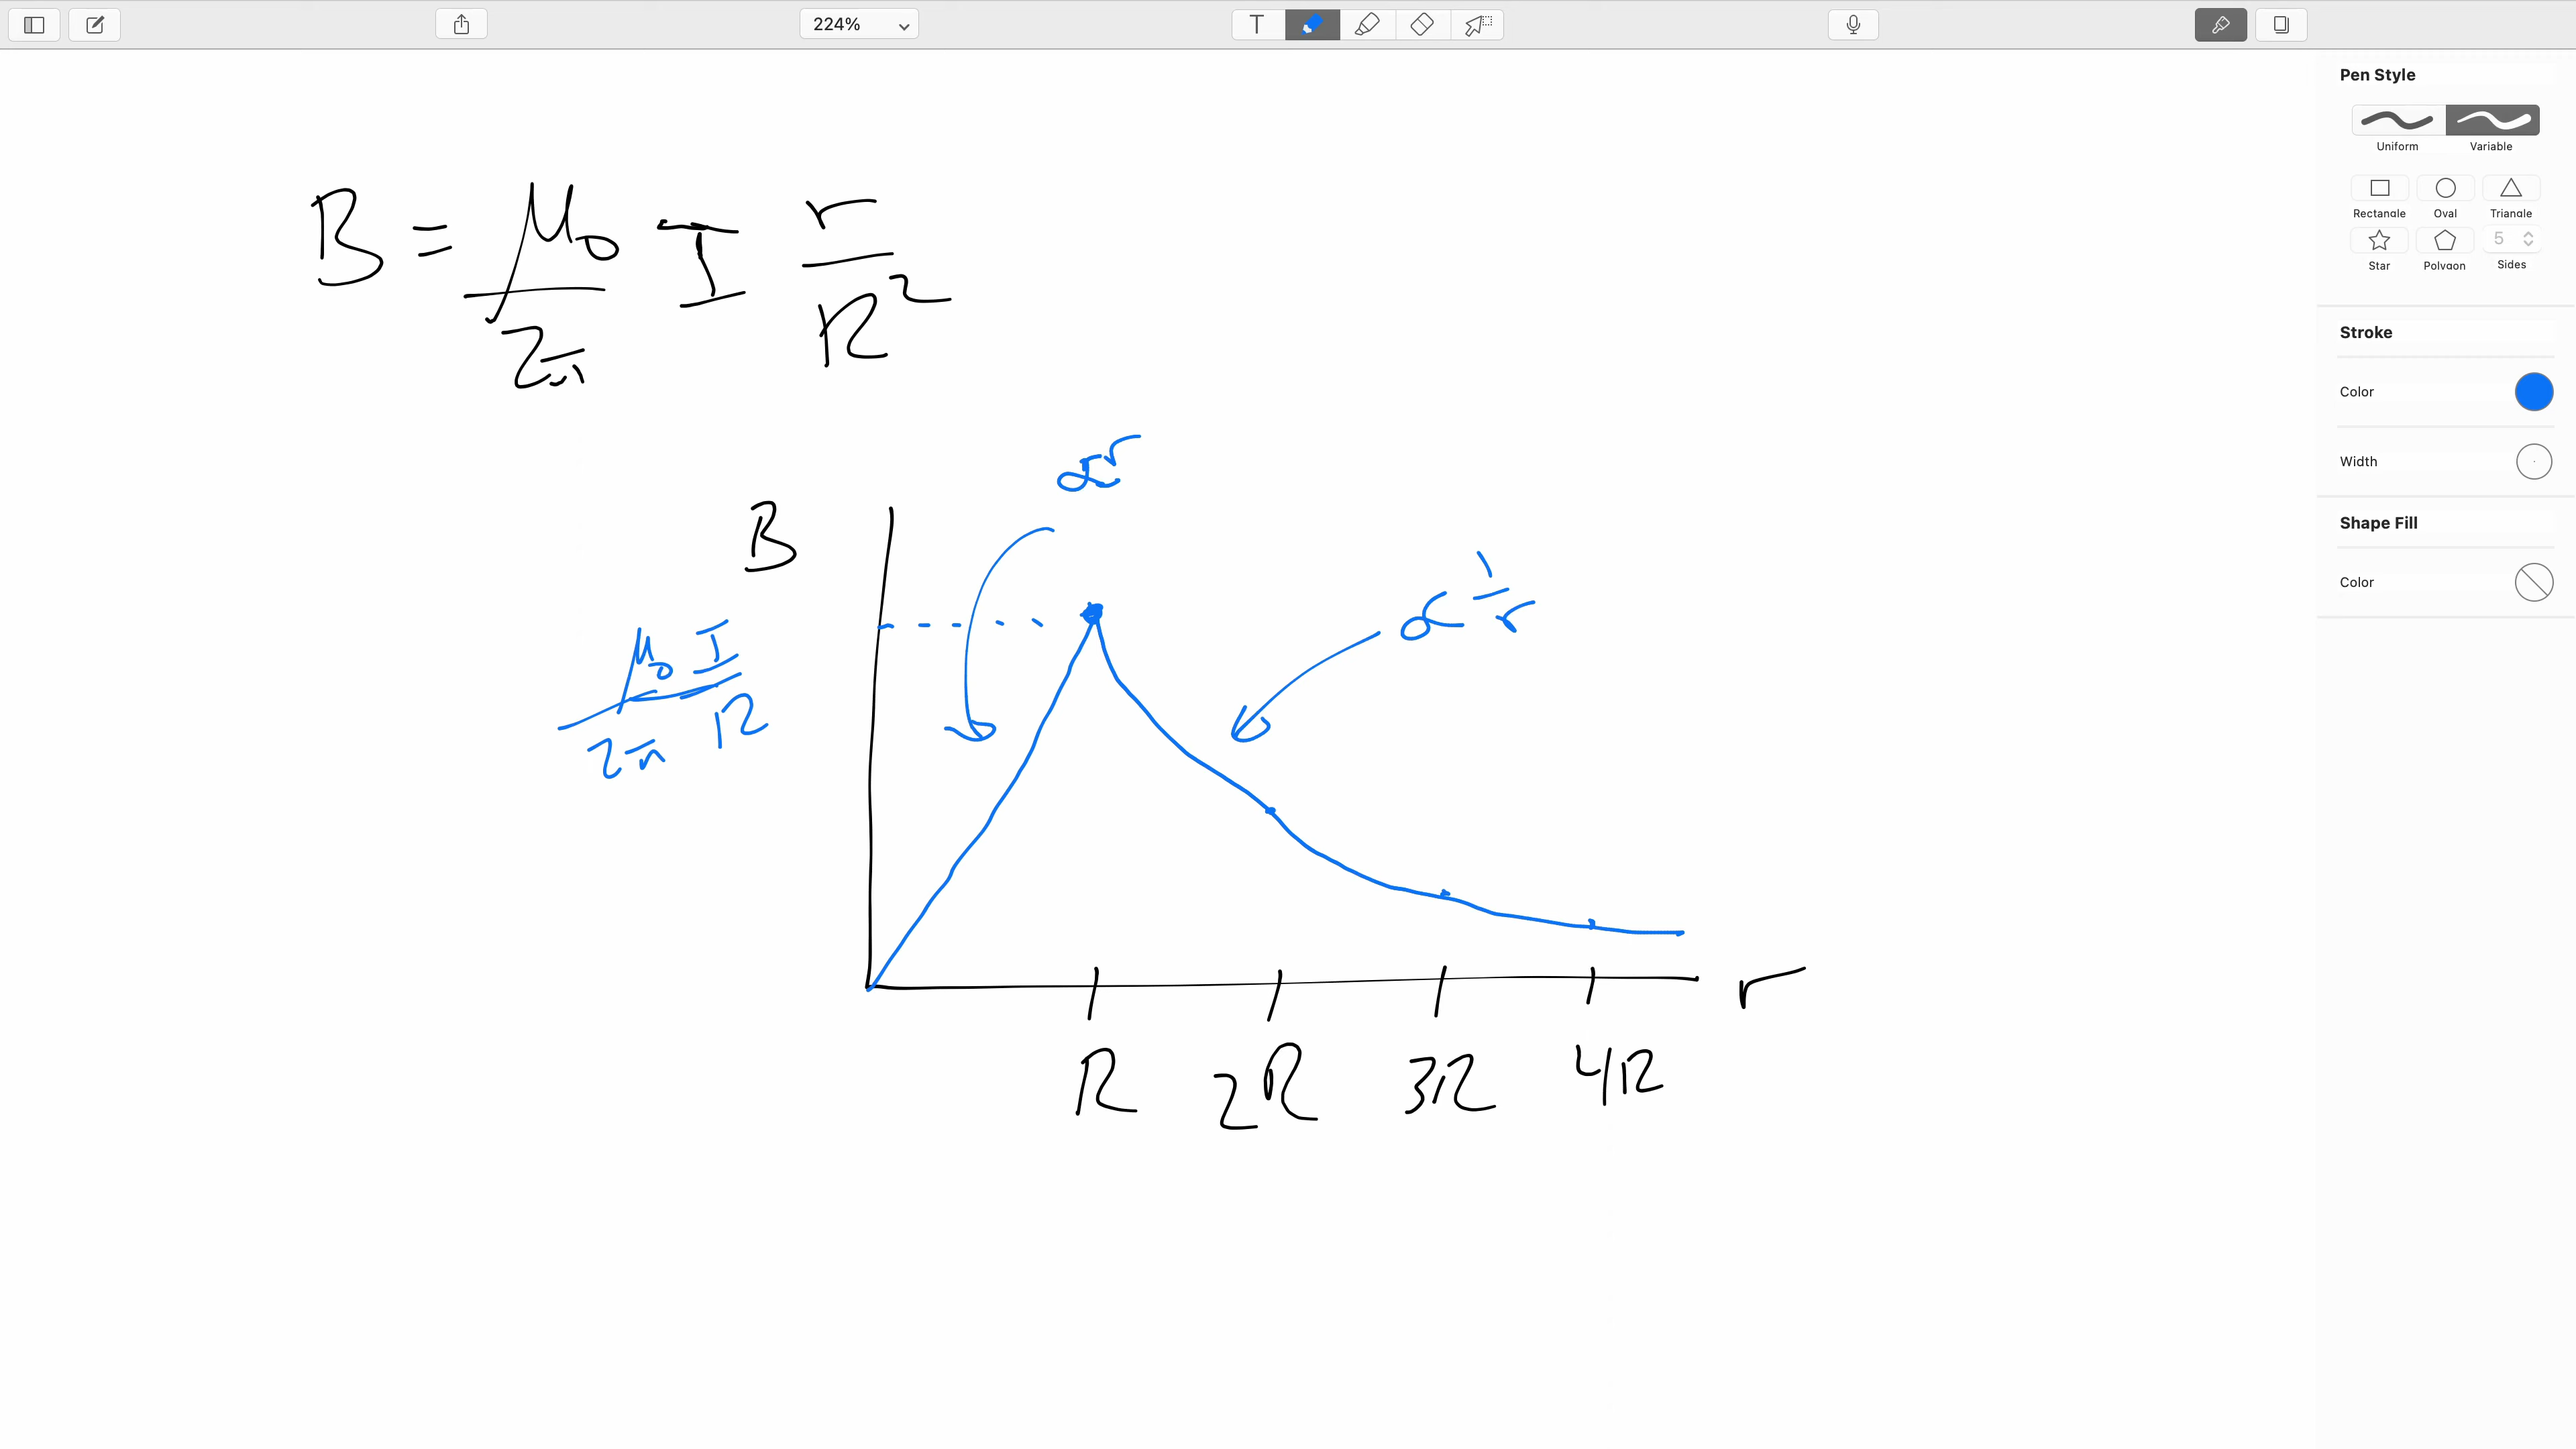 224%
T
Pen Style
Uniform Variable
Rectangle Oval Triangle
5
Star Polygon Sides
Stroke
Color
Width
Shape Fill
Color
B = μ₀/2π I r/R²
∝ r
B
∝ 1/r
μ₀/2π I/R
r
R 2R 3R 4R